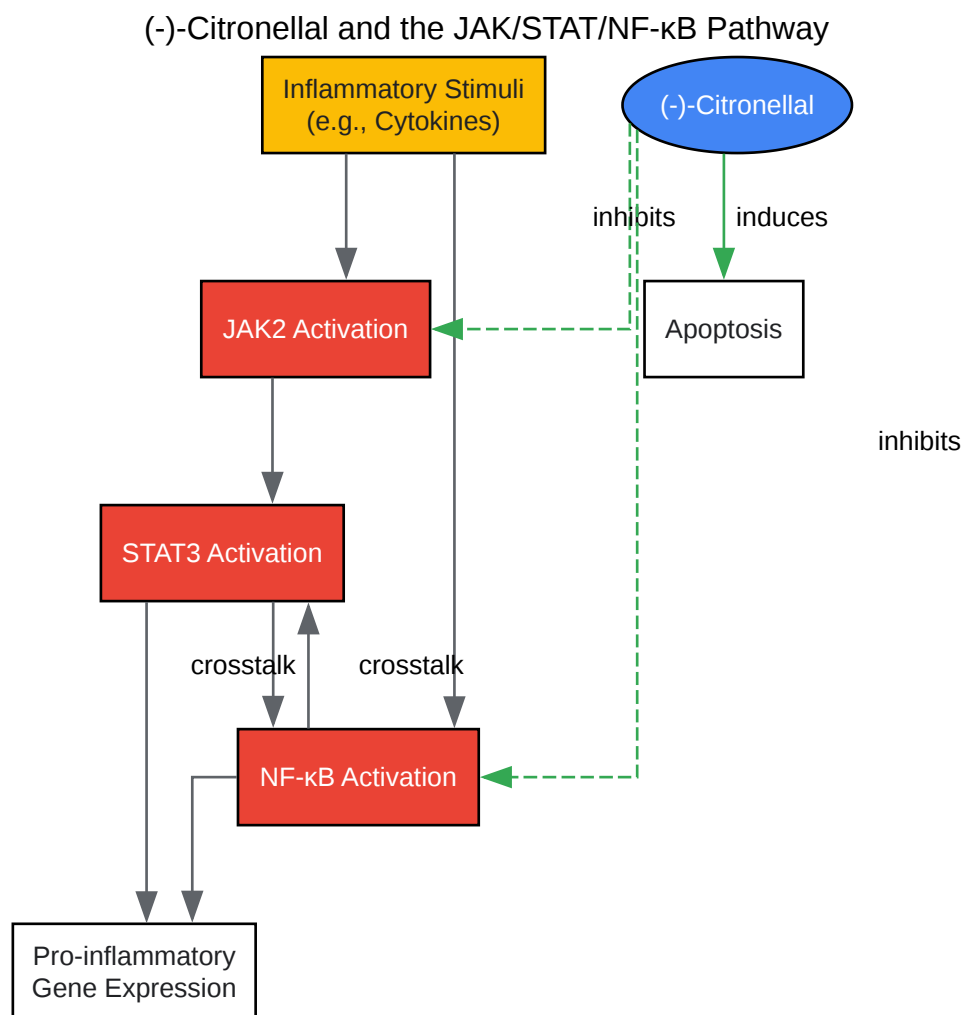 (-)-Citronellal and the JAK/STAT/NF-κB Pathway
Inflammatory Stimuli
(e.g., Cytokines)
(-)-Citronellal
inhibits
induces
JAK2 Activation
Apoptosis
inhibits
STAT3 Activation
crosstalk
crosstalk
NF-κB Activation
Pro-inflammatory
Gene Expression